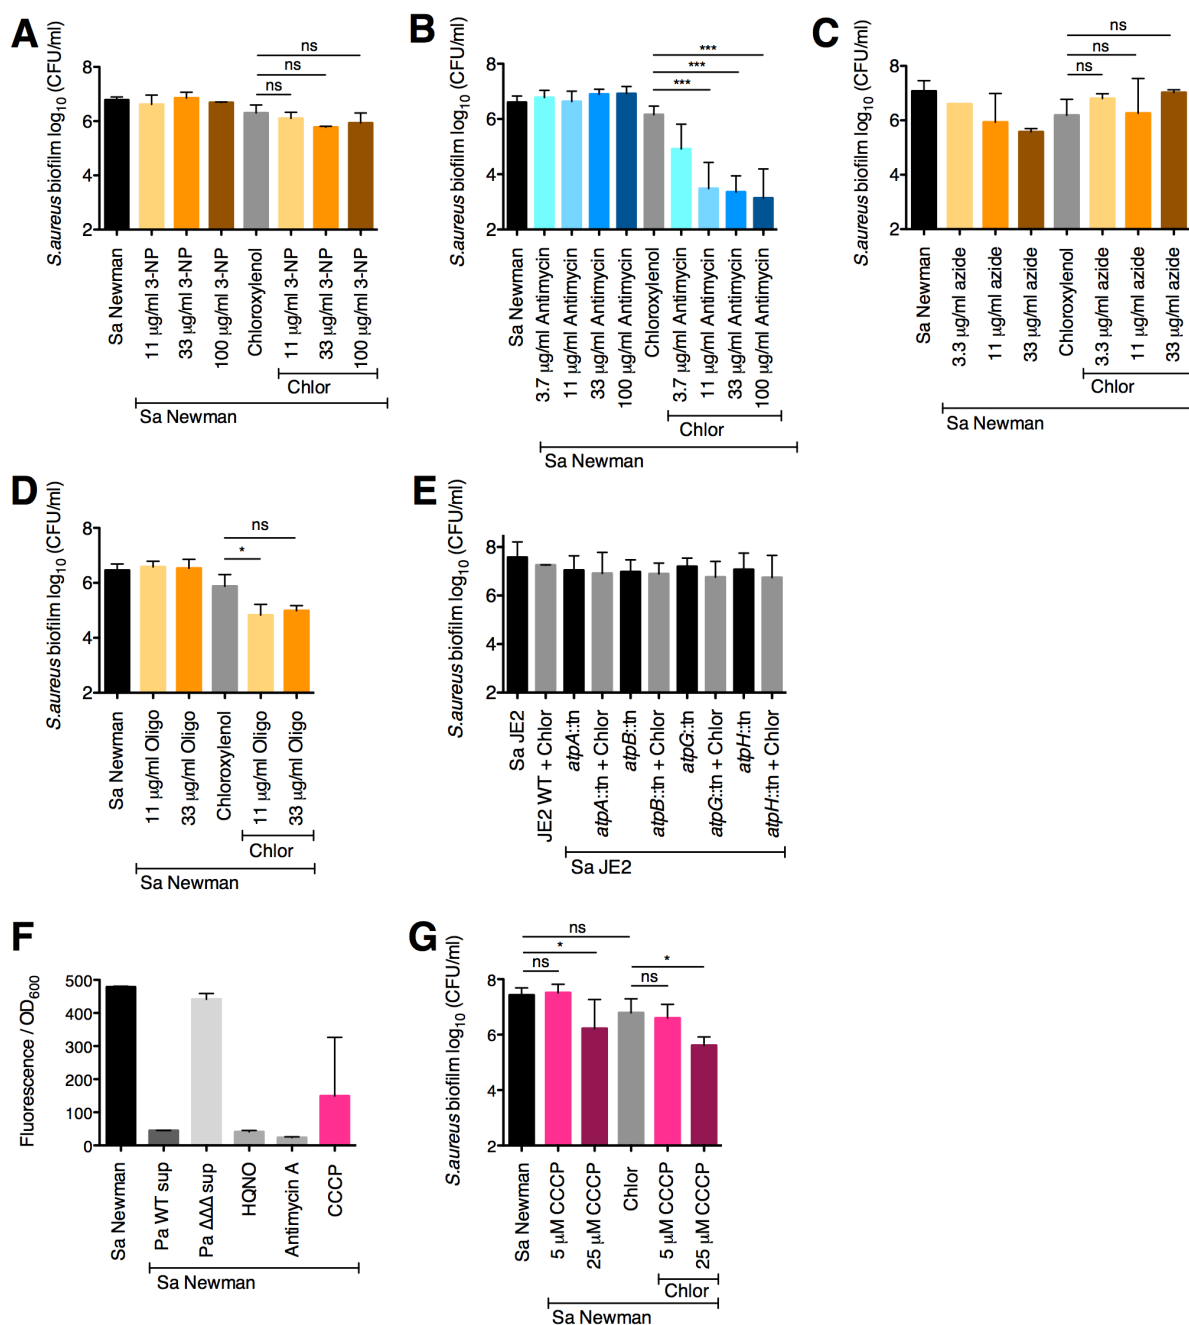 A
S.aureus biofilm log10 (CFU/ml)
8
6
4
2
ns
ns
ns
Sa Newman
11 μg/ml 3-NP
33 μg/ml 3-NP
100 μg/ml 3-NP
Chloroxylenol
11 μg/ml 3-NP
33 μg/ml 3-NP
100 μg/ml 3-NP
Chlor
Sa Newman
B
S.aureus biofilm log10 (CFU/ml)
8
6
4
2
***
***
***
Sa Newman
3.7 μg/ml Antimycin
11 μg/ml Antimycin
33 μg/ml Antimycin
100 μg/ml Antimycin
Chloroxylenol
3.7 μg/ml Antimycin
11 μg/ml Antimycin
33 μg/ml Antimycin
100 μg/ml Antimycin
Chlor
Sa Newman
C
S.aureus biofilm log10 (CFU/ml)
8
6
4
2
ns
ns
ns
Sa Newman
3.3 μg/ml azide
11 μg/ml azide
33 μg/ml azide
Chloroxylenol
3.3 μg/ml azide
11 μg/ml azide
33 μg/ml azide
Chlor
Sa Newman
D
S.aureus biofilm log10 (CFU/ml)
8
6
4
2
ns
*
Sa Newman
11 μg/ml Oligo
33 μg/ml Oligo
Chloroxylenol
11 μg/ml Oligo
33 μg/ml Oligo
Chlor
Sa Newman
E
S.aureus biofilm log10 (CFU/ml)
8
6
4
2
Sa JE2
JE2 WT + Chlor
atpA::tn
atpA::tn + Chlor
atpB::tn
atpB::tn + Chlor
atpG::tn
atpG::tn + Chlor
atpH::tn
atpH::tn + Chlor
Sa JE2
F
Fluorescence / OD600
500
400
300
200
100
0
Sa Newman
Pa WT sup
Pa ΔΔΔ sup
HQNO
Antimycin A
CCCP
Sa Newman
G
S.aureus biofilm log10 (CFU/ml)
8
6
4
2
ns
*
ns
*
ns
Sa Newman
5 μM CCCP
25 μM CCCP
Chlor
5 μM CCCP
25 μM CCCP
Chlor
Sa Newman